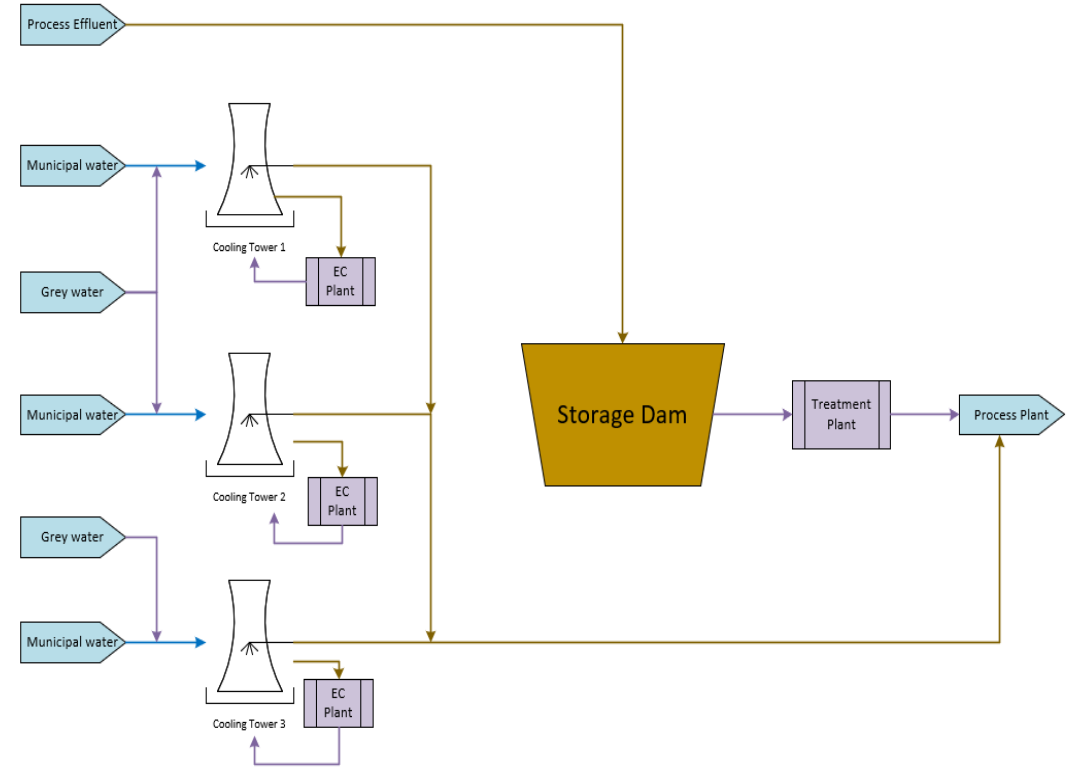 Process Effluent
Municipal water
Cooling Tower 1
EC
Plant
Grey water
Municipal water
Storage Dam
Treatment
Plant
Process Plant
Cooling Tower 2
EC
Plant
Grey water
Municipal water
Cooling Tower 3
EC
Plant